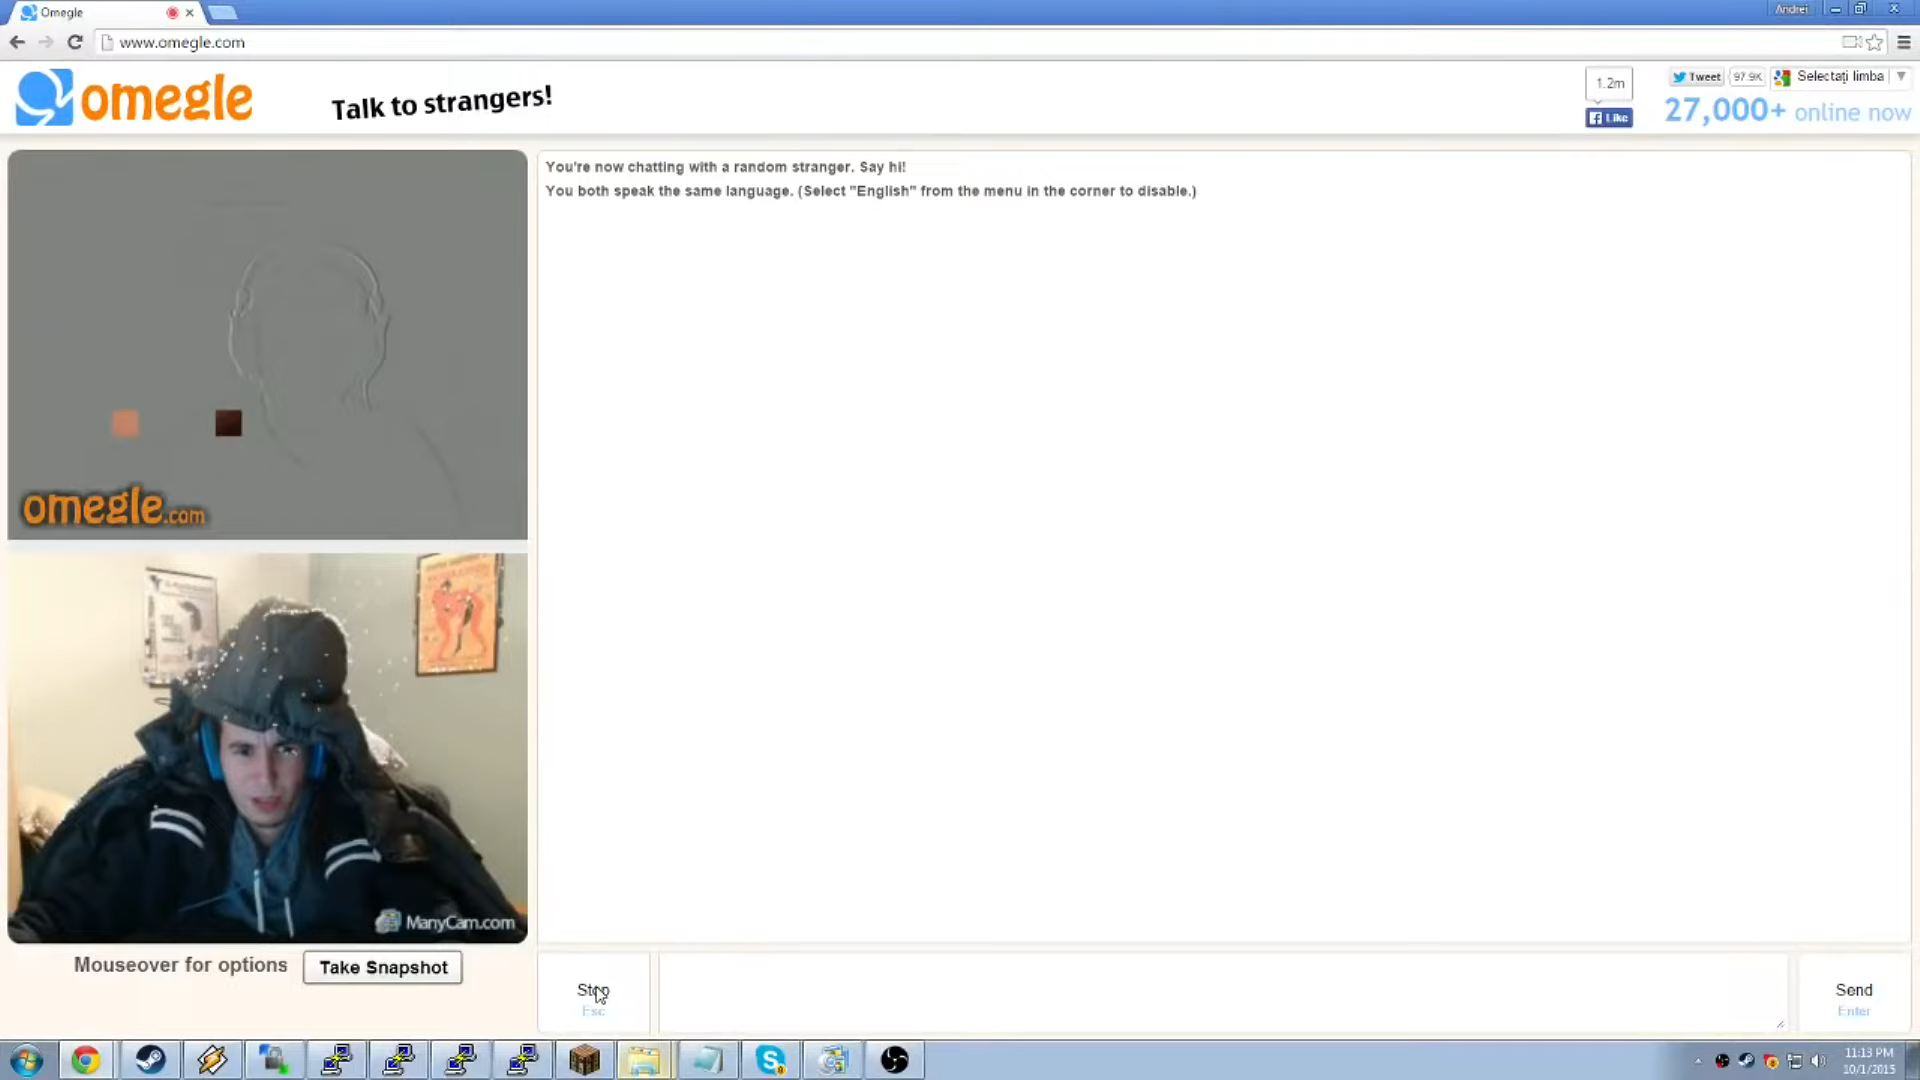 Omegle
Andrei
www.omegle.com
omegle
Talk to strangers!
1.2m
Like
Tweet
97.9K
Selectați limba
27,000+ online now
omegle.com
You're now chatting with a random stranger. Say hi!
You both speak the same language. (Select "English" from the menu in the corner to disable.)
ManyCam.com
Mouseover for options
Take Snapshot
Stop
Esc
Send
Enter
11:13 PM
10/1/2015